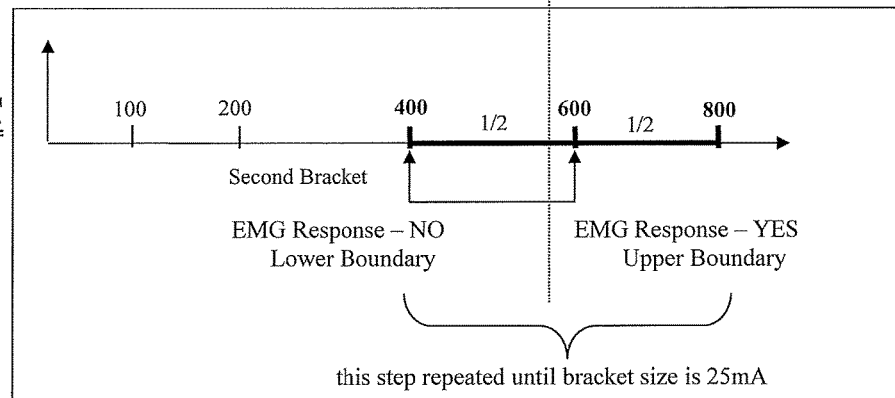 100 200 400 600 800
1/2 1/2
Second Bracket
EMG Response – NO EMG Response – YES
Lower Boundary Upper Boundary
this step repeated until bracket size is 25mA